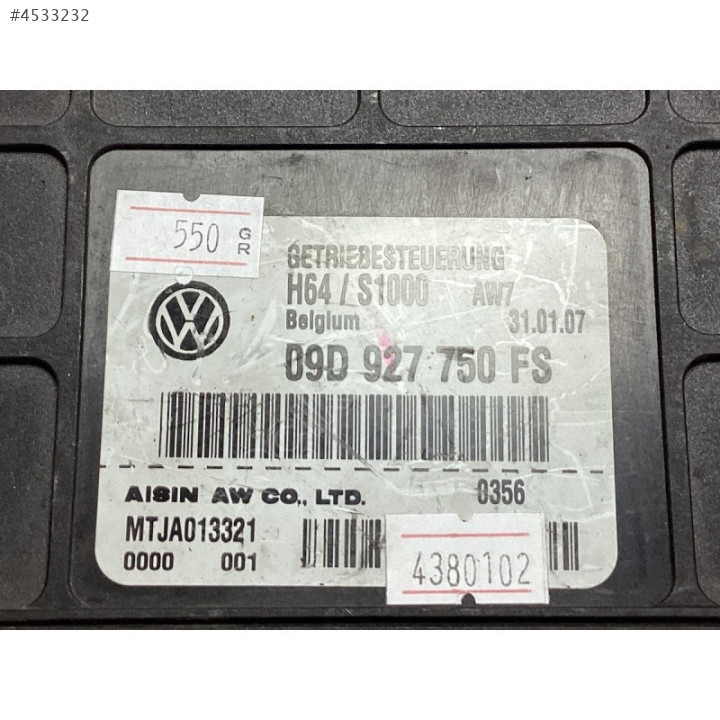 #4533232
550 GR
GETRIEBESTEUERUNG
H64 / S1000 AW7
Belgium 31.01.07
09D 927 750 FS
AISIN AW CO., LTD. 0356
MTJA013321
0000 001
4380102